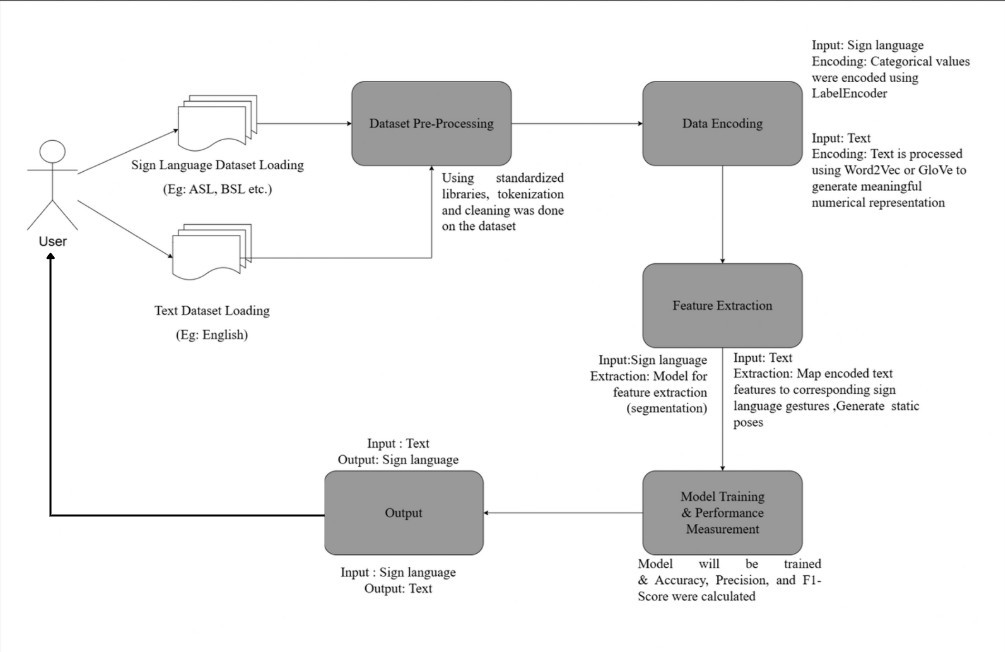 Input: Sign language
Encoding: Categorical values
were encoded using
LabelEncoder
Dataset Pre-Processing
Data Encoding
Input: Text
Encoding: Text is processed
using Word2Vec or GloVe to
generate meaningful
numerical representation
Sign Language Dataset Loading
(Eg: ASL, BSL etc.)
Using standardized
libraries, tokenization
and cleaning was done
on the dataset
User
Text Dataset Loading
(Eg: English)
Feature Extraction
Input:Sign language
Extraction: Model for
feature extraction
(segmentation)
Input: Text
Extraction: Map encoded text
features to corresponding sign
language gestures ,Generate static
poses
Input : Text
Output: Sign language
Output
Model Training
& Performance
Measurement
Input : Sign language
Output: Text
Model will be trained
& Accuracy, Precision, and F1-
Score were calculated